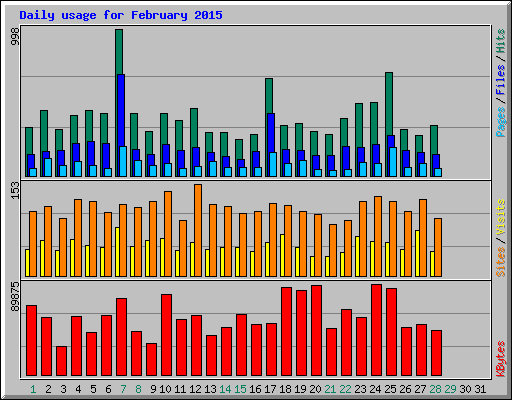 Daily usage for February 2015
998
Pages / Files / Hits
153
Sites / Visits
89875
KBytes
1 2 3 4 5 6 7 8 9 10 11 12 13 14 15 16 17 18 19 20 21 22 23 24 25 26 27 28 29 30 31